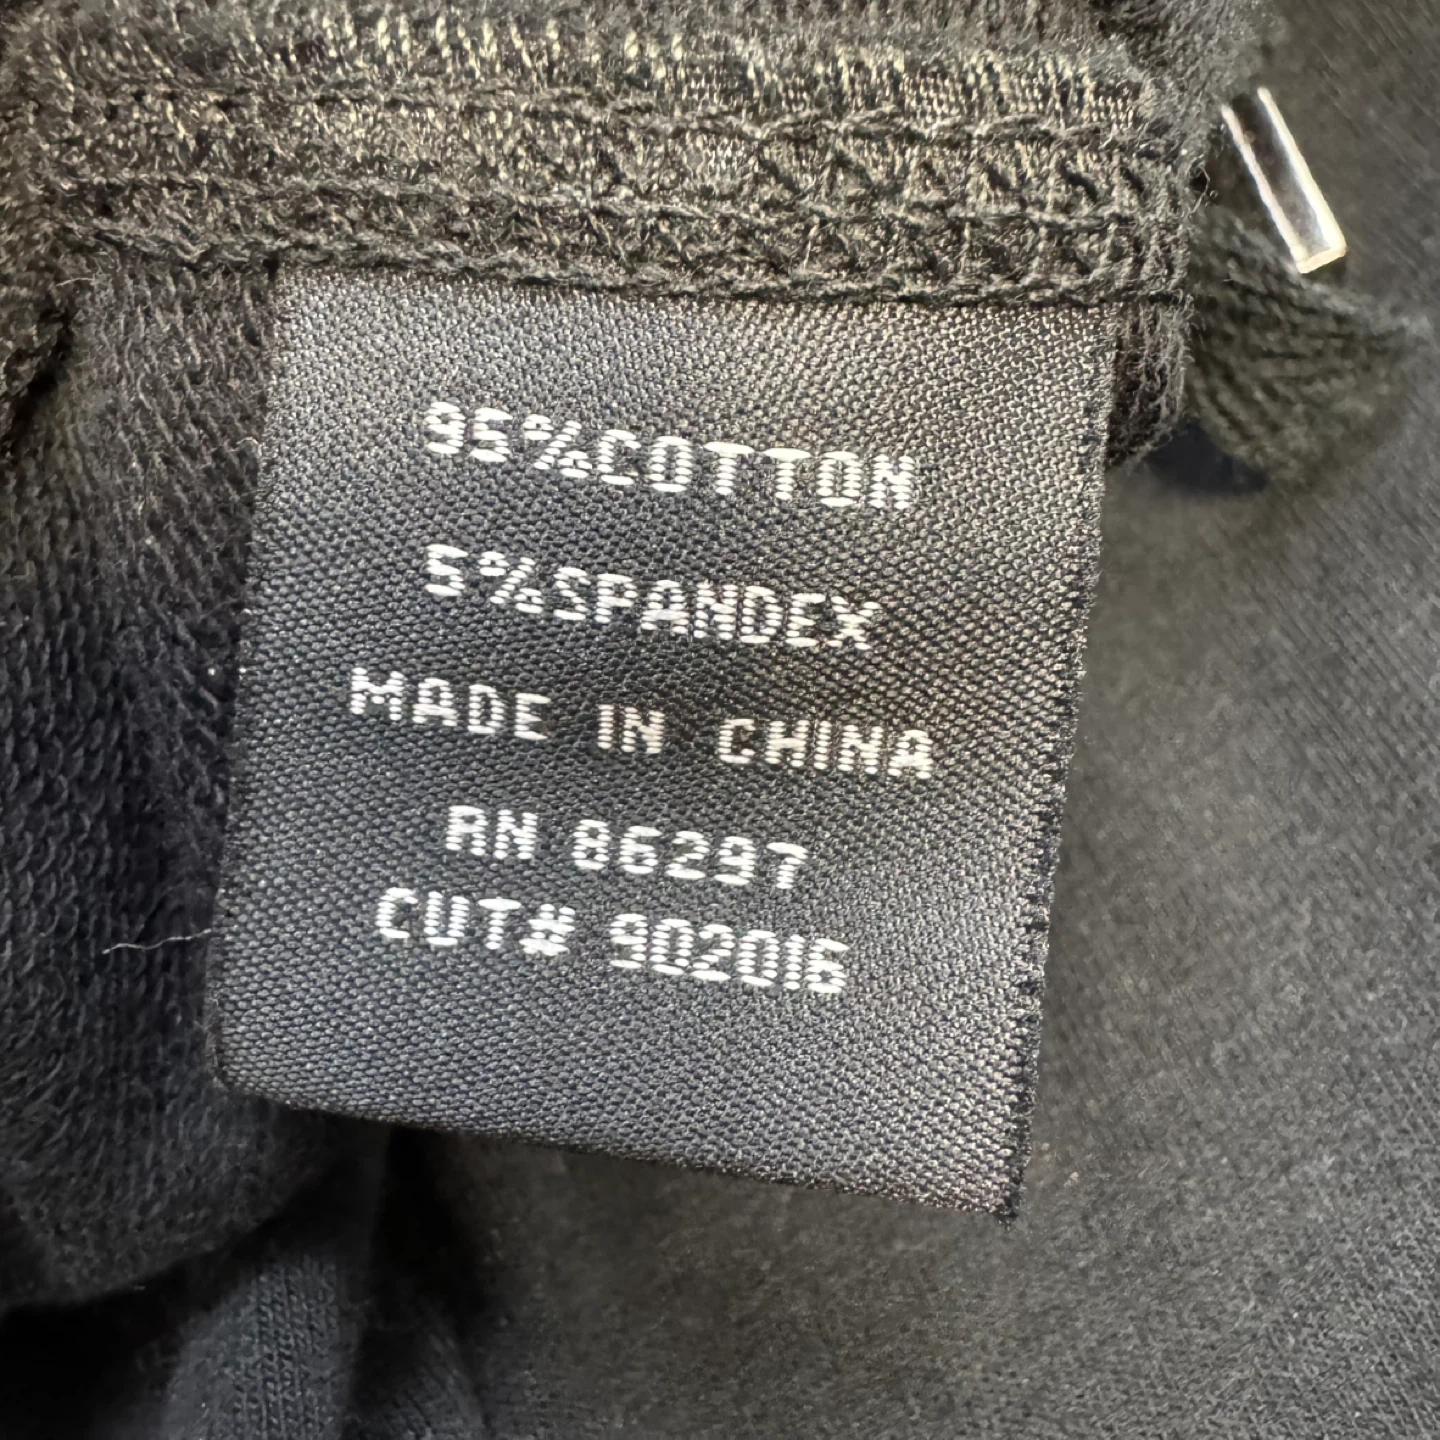 95%COTTON
5%SPANDEX
MADE IN CHINA
RN 86297
CUT# 902016